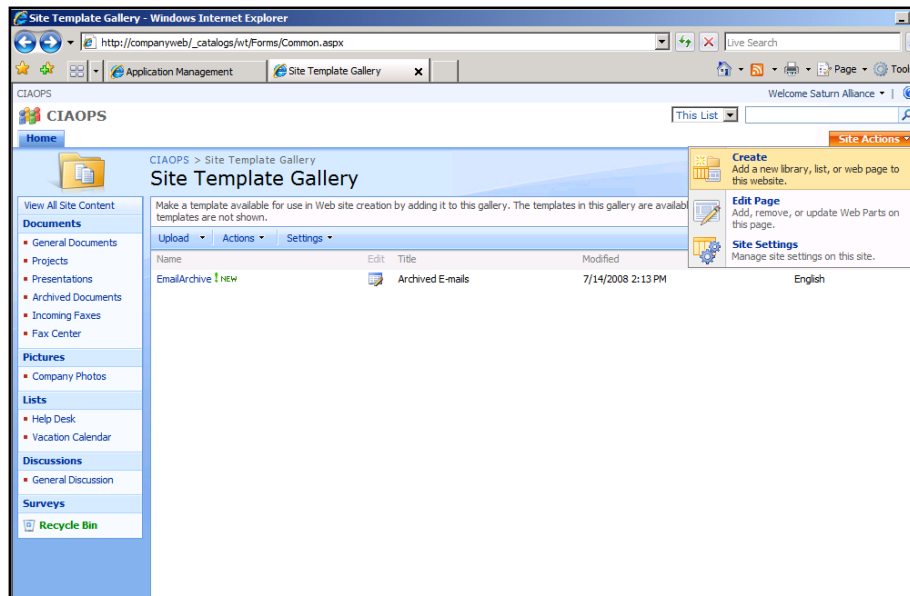 Site Template Gallery - Windows Internet Explorer
http://companyweb/_catalogs/wt/Forms/Common.aspx
Live Search
Application Management
Site Template Gallery
Page
Tool
CIAOPS
Welcome Saturn Alliance
CIAOPS
This List
Home
Site Actions
Create
Add a new library, list, or web page to
this website.
Edit Page
Add, remove, or update Web Parts on
this page.
Site Settings
Manage site settings on this site.
CIAOPS > Site Template Gallery
Site Template Gallery
Make a template available for use in Web site creation by adding it to this gallery. The templates in this gallery are availabl
templates are not shown.
Upload
Actions
Settings
Name
Edit
Title
Modified
EmailArchive
NEW
Archived E-mails
7/14/2008 2:13 PM
English
View All Site Content
Documents
General Documents
Projects
Presentations
Archived Documents
Incoming Faxes
Fax Center
Pictures
Company Photos
Lists
Help Desk
Vacation Calendar
Discussions
General Discussion
Surveys
Recycle Bin